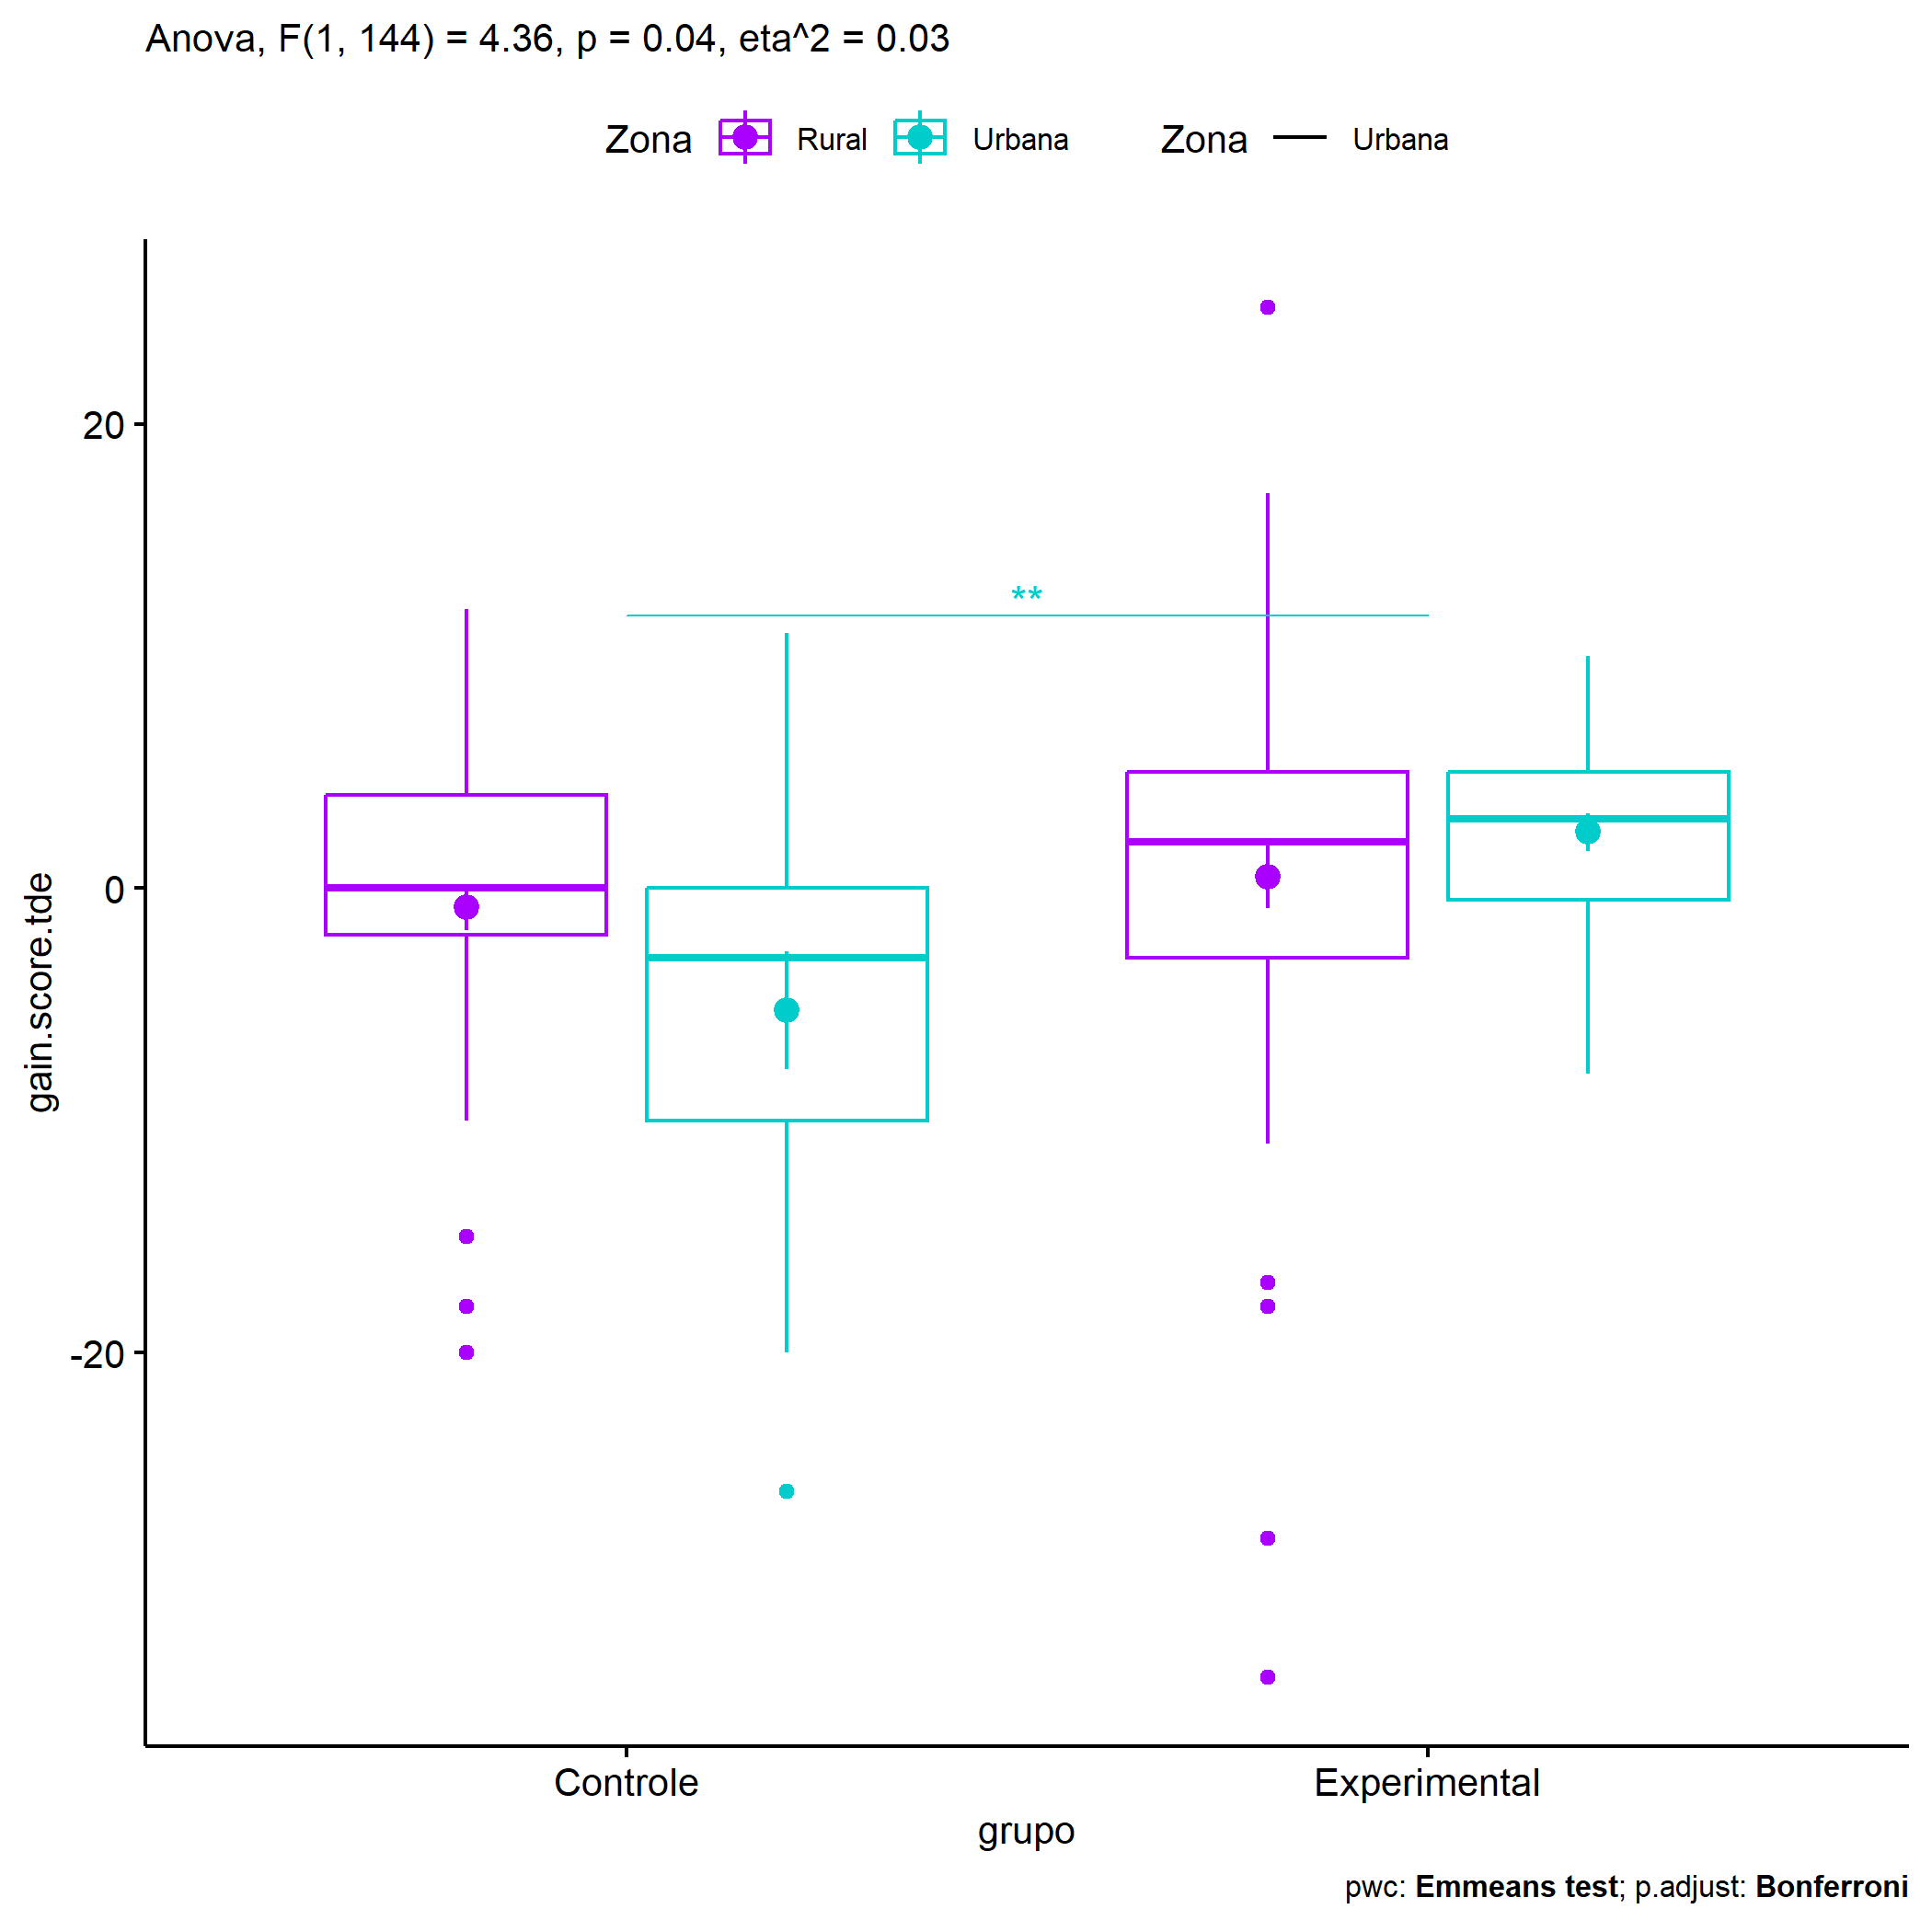 Anova, F(1, 144) = 4.36, p = 0.04, eta^2 = 0.03
Zona Rural Urbana Zona Urbana
gain.score.tde
20
0
-20
**
Controle Experimental
grupo
pwc: Emmeans test; p.adjust: Bonferroni